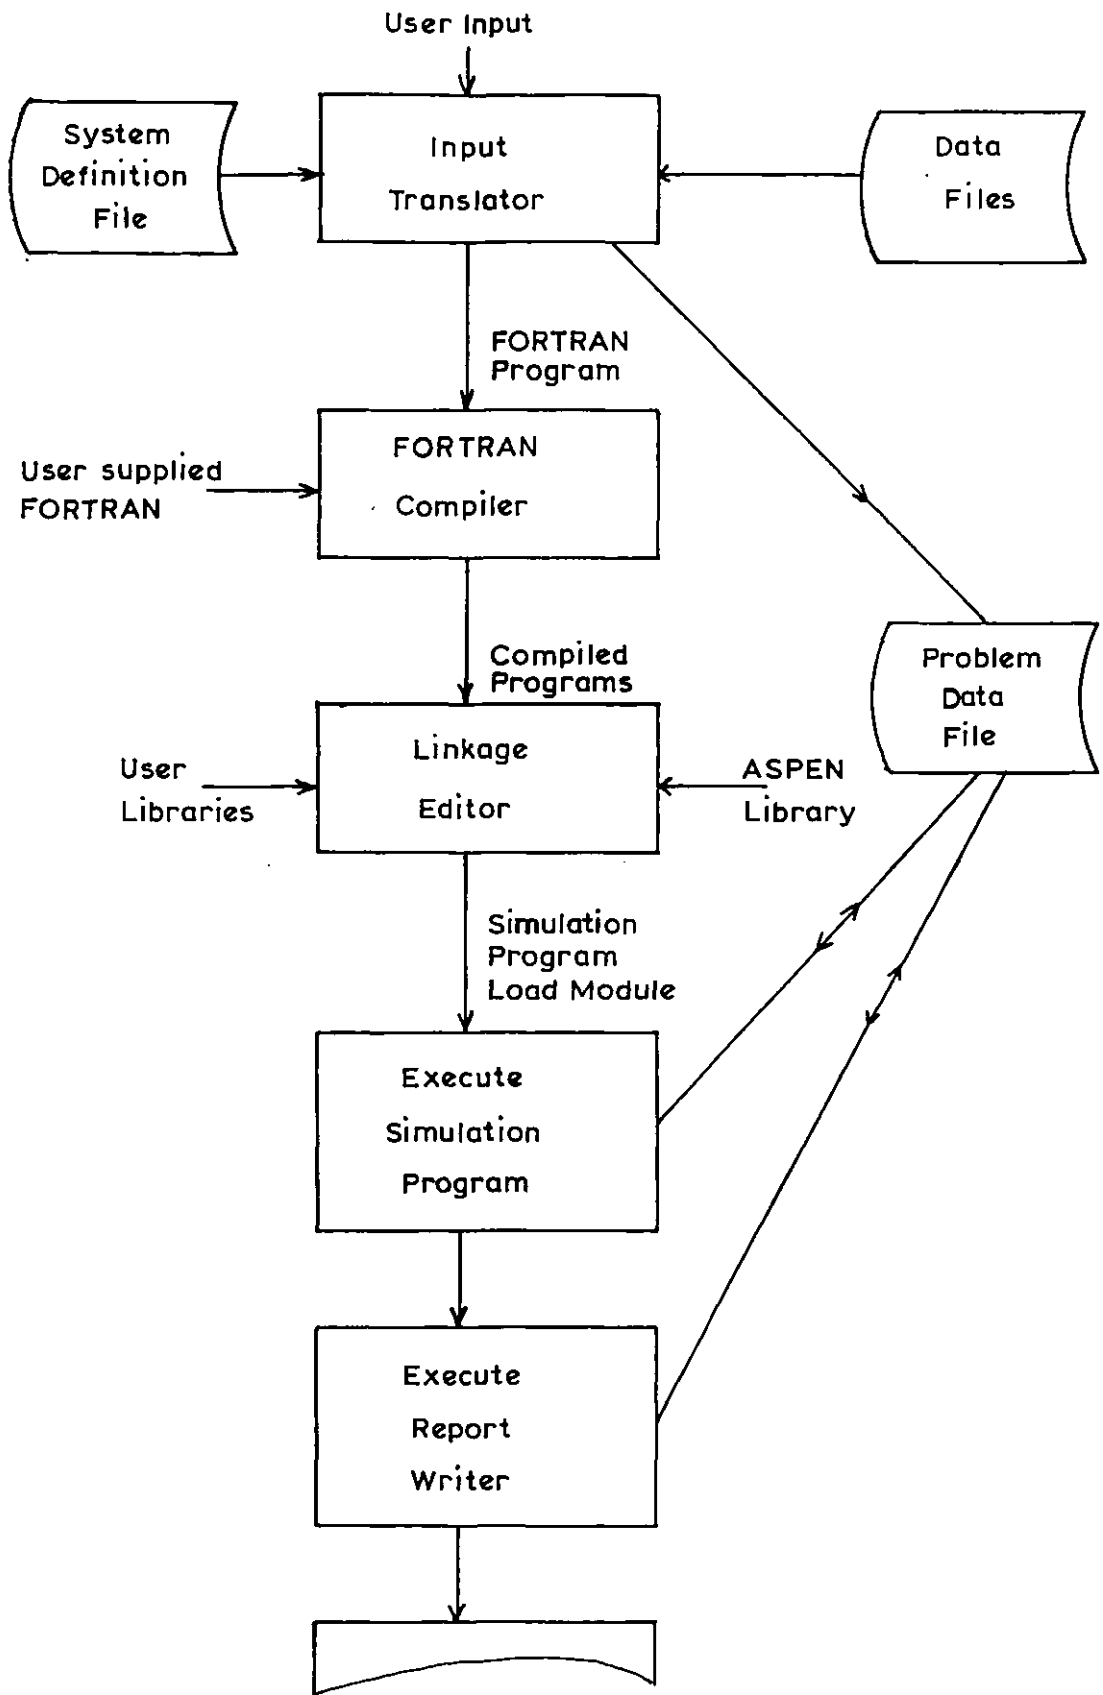 User Input
System
Definition
File
Input
Translator
Data
Files
FORTRAN
Program
User supplied
FORTRAN
FORTRAN
Compiler
Compiled
Programs
Problem
Data
File
User
Libraries
Linkage
Editor
ASPEN
Library
Simulation
Program
Load Module
Execute
Simulation
Program
Execute
Report
Writer